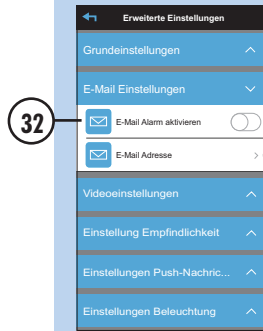 Erweiterte Einstellungen
Grundeinstellungen
E-Mail Einstellungen
32
E-Mail Alarm aktivieren
E-Mail Adresse
Videoeinstellungen
Einstellung Empfindlichkeit
Einstellungen Push-Nachric...
Einstellungen Beleuchtung